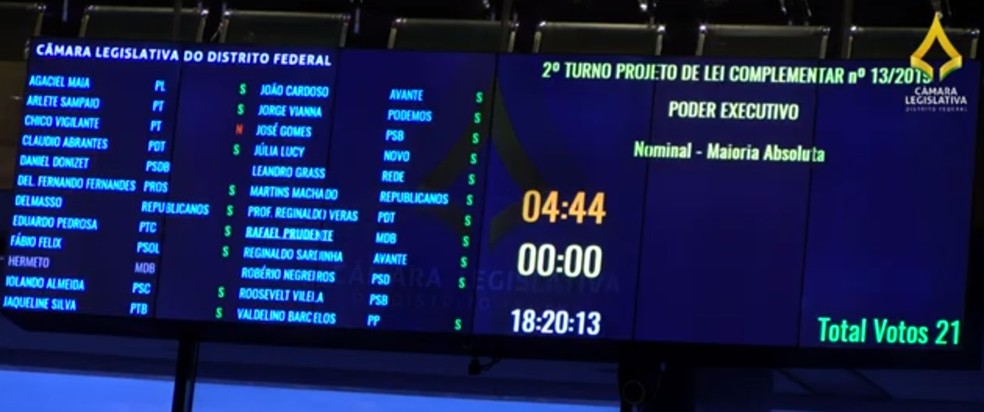 CÂMARA LEGISLATIVA DO DISTRITO FEDERAL
AGACIEL MAIA PL S JOÃO CARDOSO AVANTE S
ARLETE SAMPAIO PT S JORGE VIANNA PODEMOS S
CHICO VIGILANTE PT N JOSÉ GOMES PSB S
CLAUDIO ABRANTES PDT S JÚLIA LUCY NOVO S
DANIEL DONIZET PSDB LEANDRO GRASS REDE S
DEL. FERNANDO FERNANDES PROS S MARTINS MACHADO REPUBLICANOS S
DELMASSO REPUBLICANOS S PROF. REGINALDO VERAS PDT S
EDUARDO PEDROSA PTC S RAFAEL PRUDENTE MDB S
FÁBIO FELIX PSOL S REGINALDO SARDINHA AVANTE S
HERMETO MDB ROBÉRIO NEGREIROS PSD S
IOLANDO ALMEIDA PSC S ROOSEVELT VILELA PSB
JAQUELINE SILVA PTB S VALDELINO BARCELOS PP S
2º TURNO PROJETO DE LEI COMPLEMENTAR nº 13/2019
PODER EXECUTIVO
Nominal - Maioria Absoluta
04:44
00:00
18:20:13
Total Votos 21
CÂMARA
LEGISLATIVA
DISTRITO FEDERAL